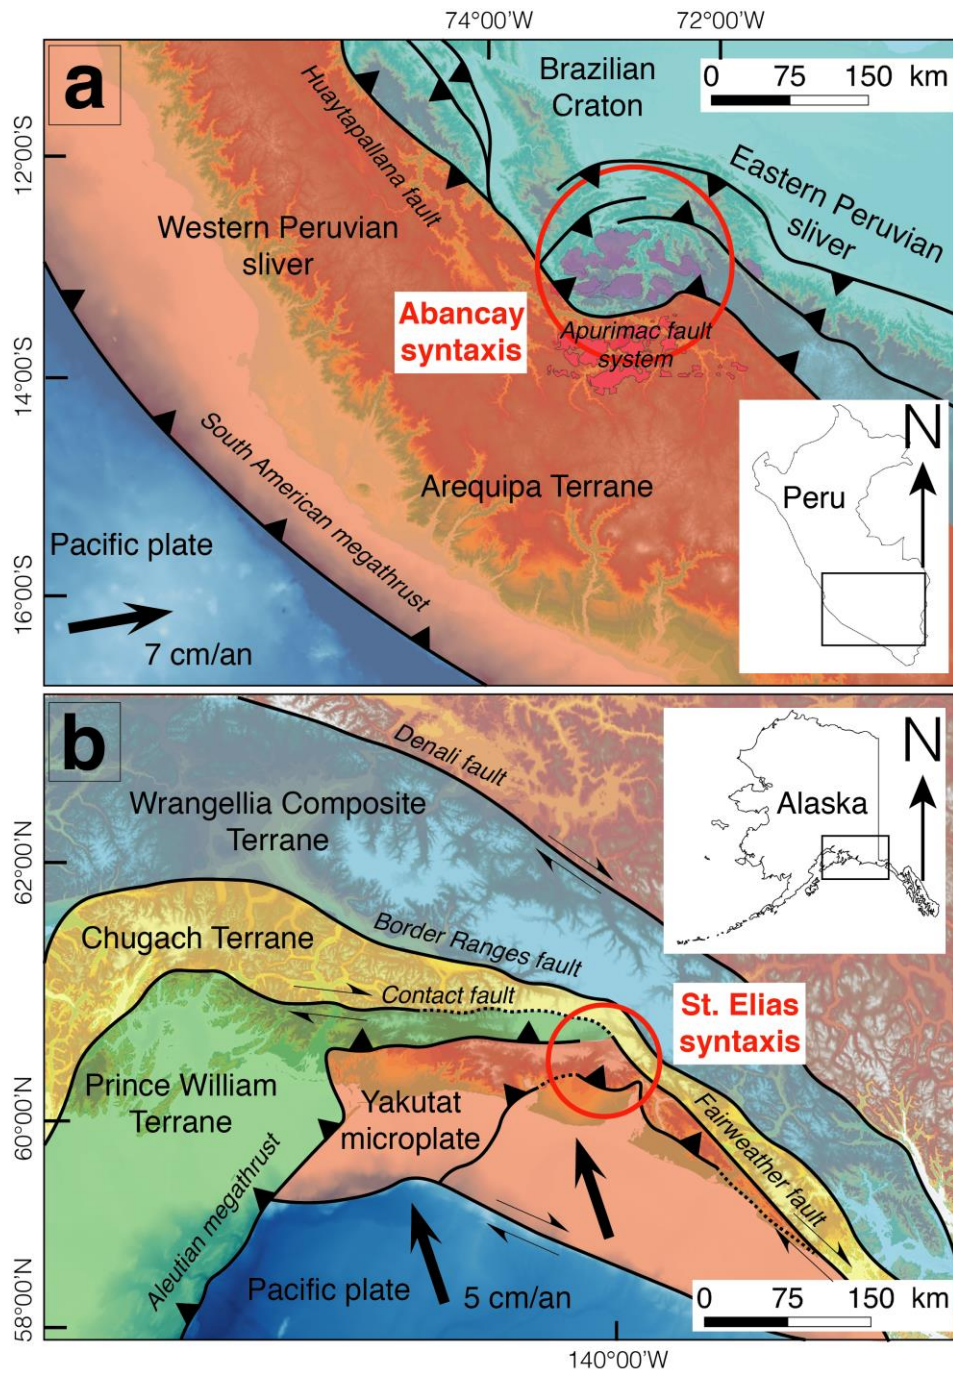 74°00'W
72°00'W
a
Brazilian
Craton
0 75 150 km
12°00'S
Huaytapallana fault
Eastern Peruvian
sliver
Western Peruvian
sliver
Abancay
syntaxis
Apurimac fault
system
14°00'S
South American megathrust
Arequipa Terrane
N
Peru
Pacific plate
16°00'S
7 cm/an
b
Denali fault
N
Wrangellia Composite
Terrane
Alaska
62°00'N
Chugach Terrane
Border Ranges fault
Contact fault
St. Elias
syntaxis
Prince William
Terrane
Yakutat
microplate
60°00'N
Fairweather fault
Aleutian megathrust
Pacific plate
5 cm/an
0 75 150 km
58°00'N
140°00'W